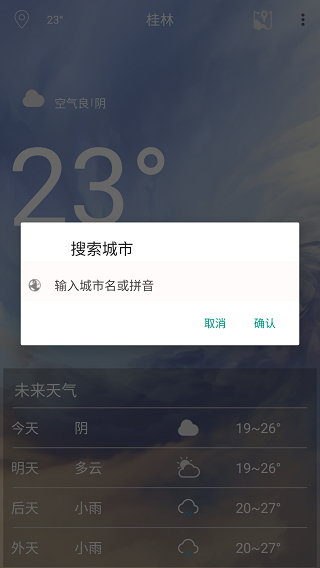 23° 桂林
空气良|阴
23°
搜索城市
输入城市名或拼音
取消 确认
未来天气
今天 阴 19~26°
明天 多云 19~26°
后天 小雨 20~27°
外天 小雨 20~27°